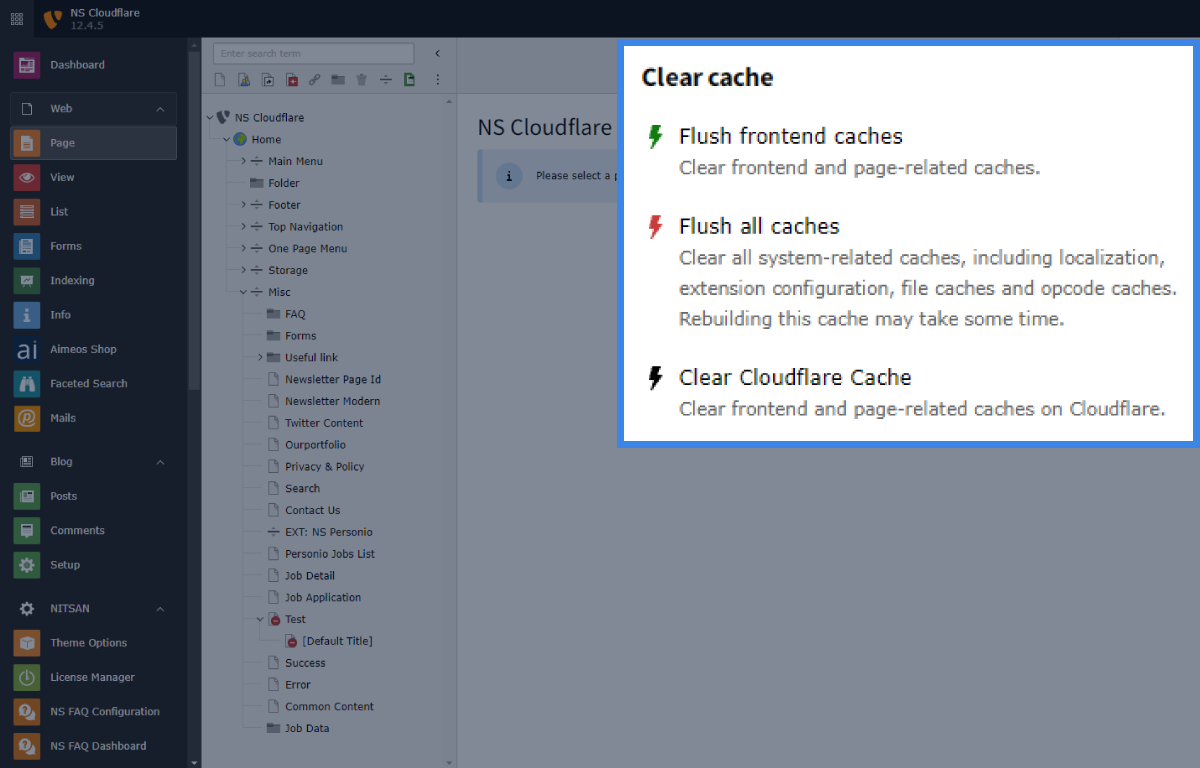 NS Cloudflare
12.4.5
Dashboard
Web
Page
View
List
Forms
Indexing
Info
ai Aimeos Shop
Faceted Search
Mails
Blog
Posts
Comments
Setup
NITSAN
Theme Options
License Manager
NS FAQ Configuration
NS FAQ Dashboard
Enter search term
NS Cloudflare
Home
Main Menu
Folder
Footer
Top Navigation
One Page Menu
Storage
Misc
FAQ
Forms
Useful link
Newsletter Page Id
Newsletter Modern
Twitter Content
Ourportfolio
Privacy & Policy
Search
Contact Us
EXT: NS Personio
Personio Jobs List
Job Detail
Job Application
Test
[Default Title]
Success
Error
Common Content
Job Data
NS Cloudflare
Please select a p
Clear cache
Flush frontend caches
Clear frontend and page-related caches.
Flush all caches
Clear all system-related caches, including localization,
extension configuration, file caches and opcode caches.
Rebuilding this cache may take some time.
Clear Cloudflare Cache
Clear frontend and page-related caches on Cloudflare.